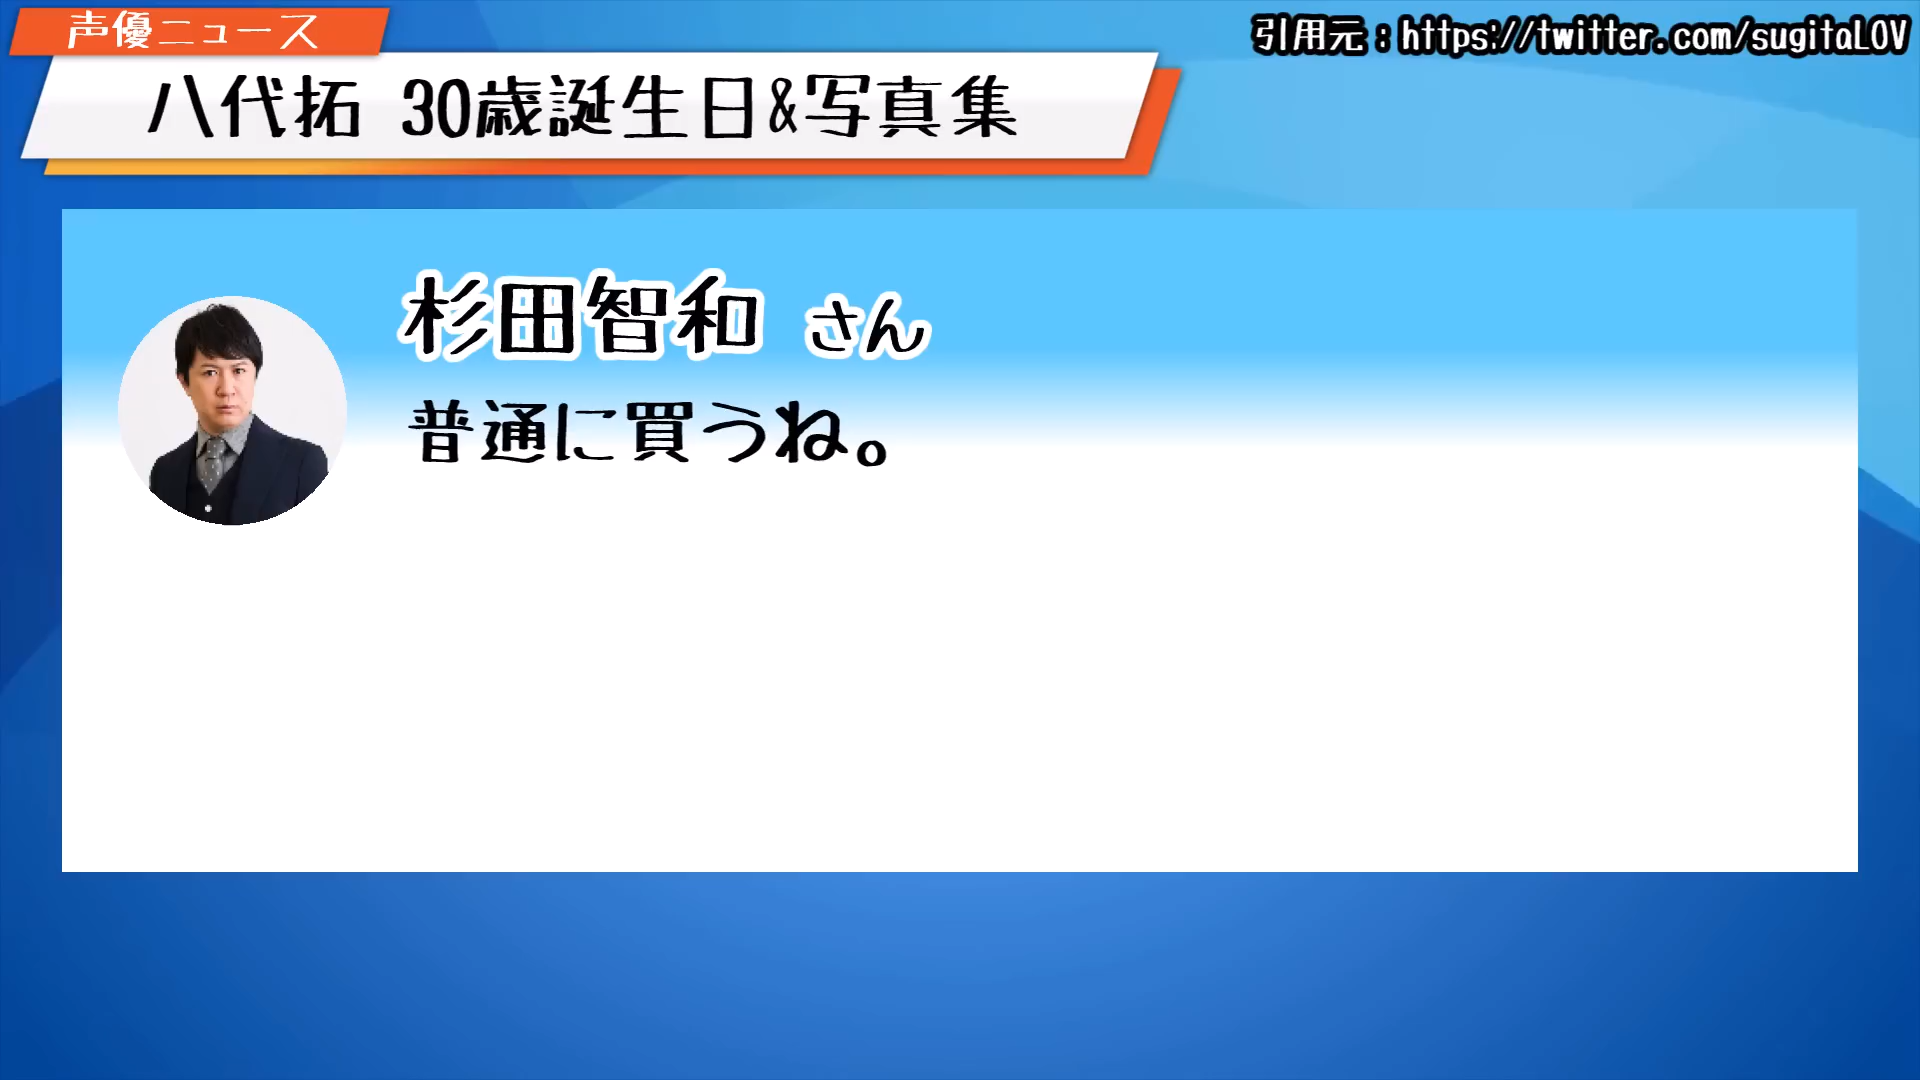 声優ニュース
引用元：https://twitter.com/sugitaLOV
八代拓 30歳誕生日&写真集
杉田智和 さん
普通に買うね。